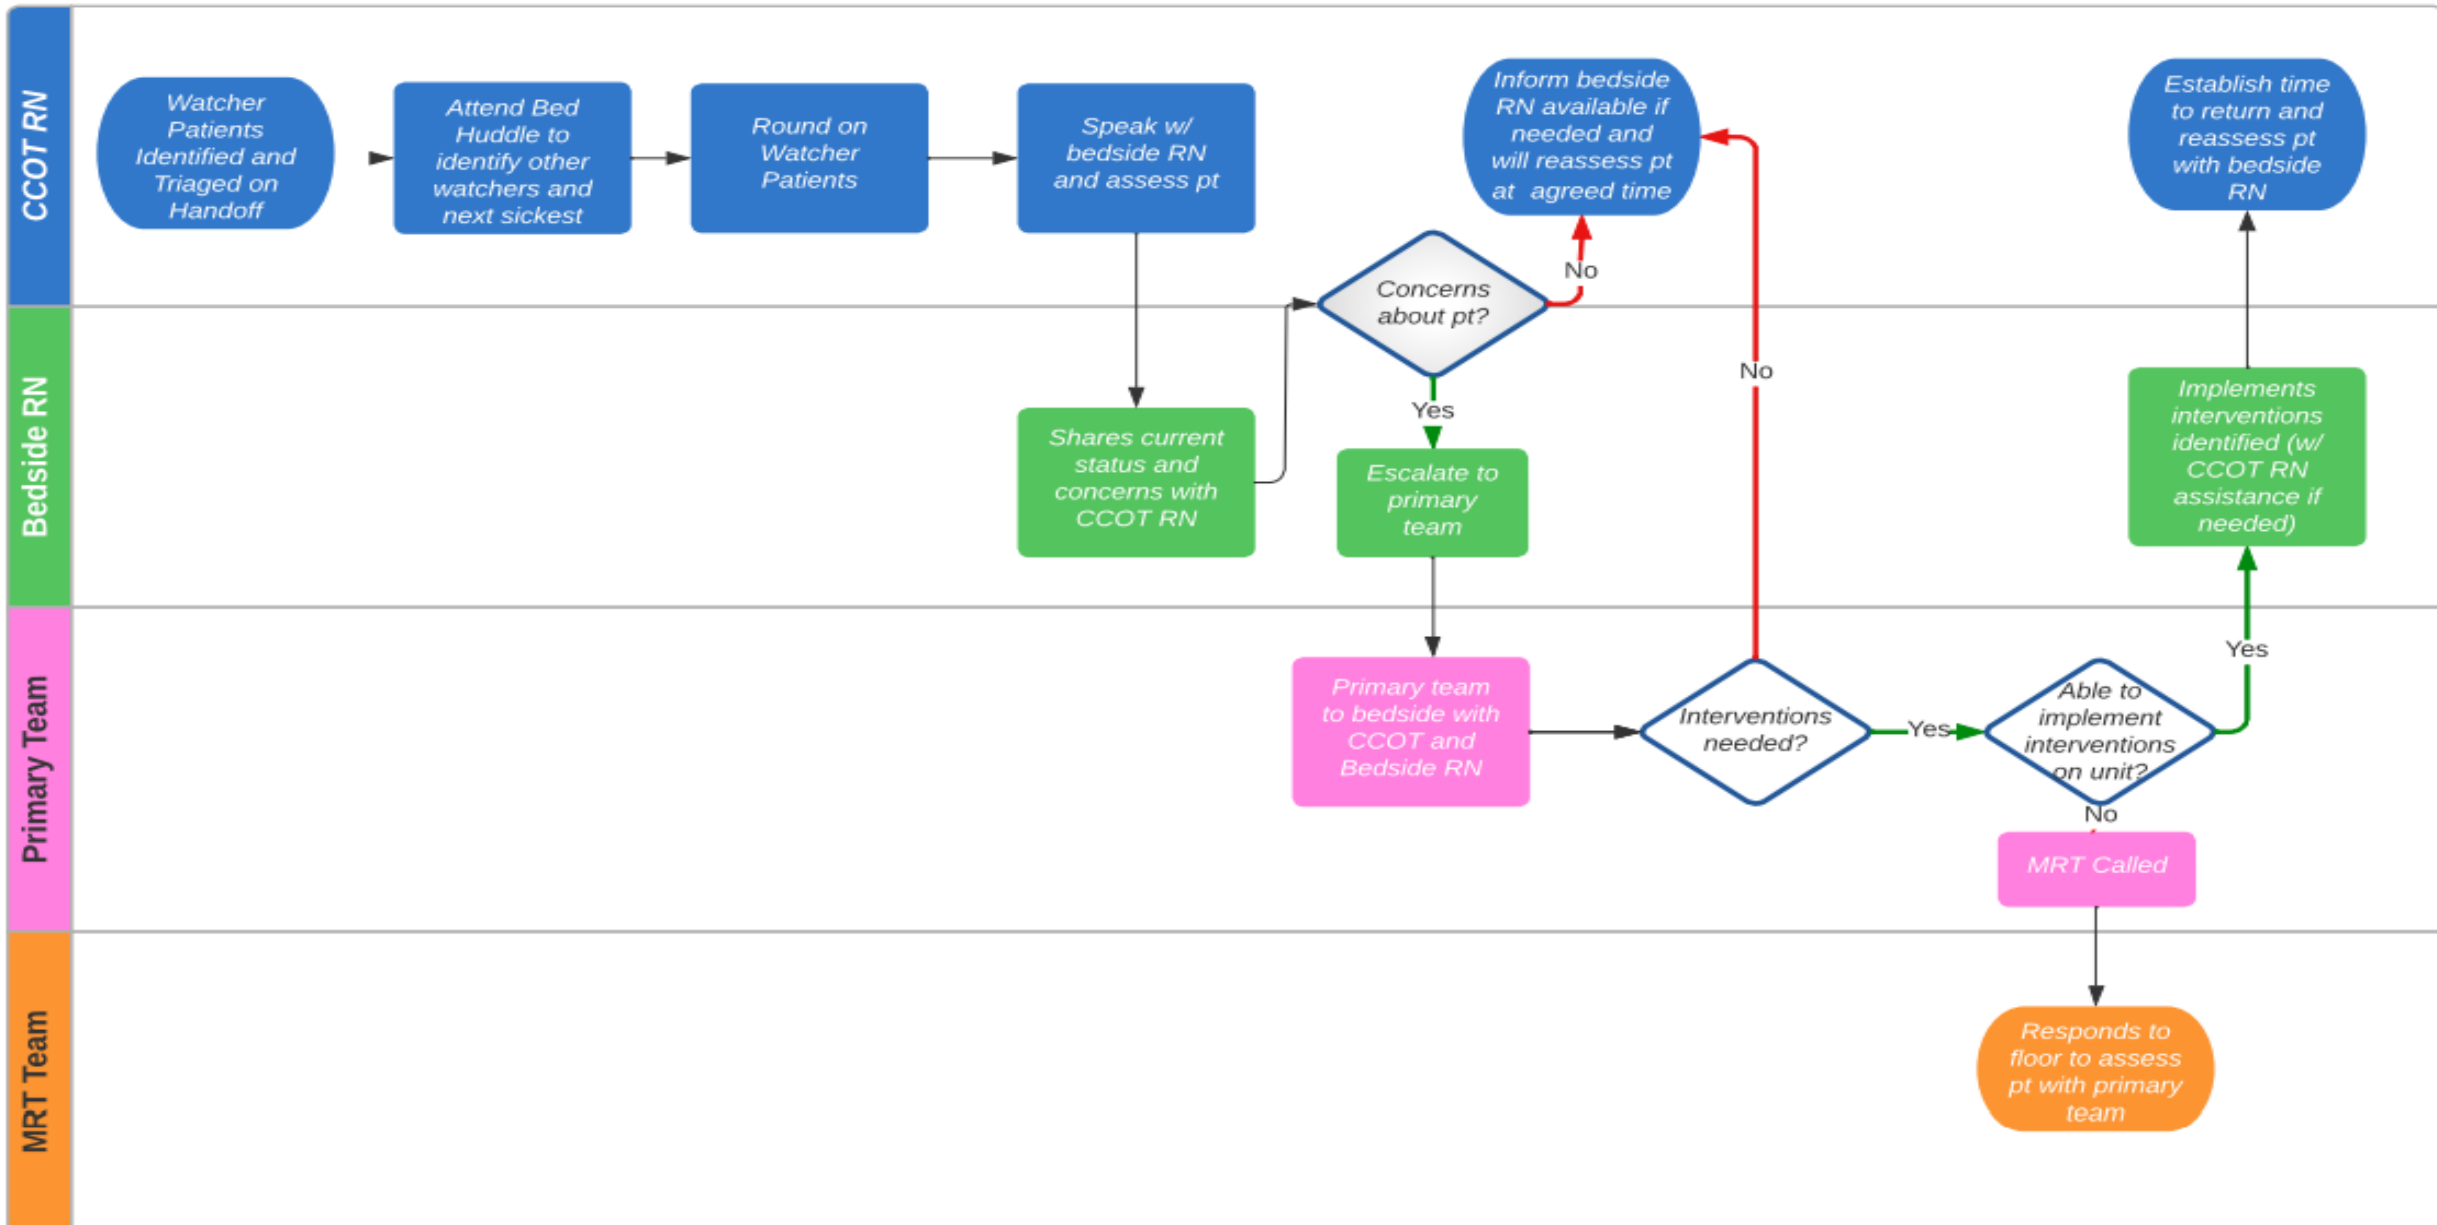 CCOT RN
Watcher
Patients
Identified and
Triaged on
Handoff
Attend Bed
Huddle to
identify other
watchers and
next sickest
Round on
Watcher
Patients
Speak w/
bedside RN
and assess pt
Inform bedside
RN available if
needed and
will reassess pt
at agreed time
Establish time
to return and
reassess pt
with bedside
RN
No
Concerns
about pt?
Bedside RN
Shares current
status and
concerns with
CCOT RN
Yes
Escalate to
primary
team
No
Implements
interventions
identified (w/
CCOT RN
assistance if
needed)
Primary Team
Primary team
to bedside with
CCOT and
Bedside RN
Interventions
needed?
Yes
Able to
implement
interventions
on unit?
Yes
No
MRT Called
MRT Team
Responds to
floor to assess
pt with primary
team